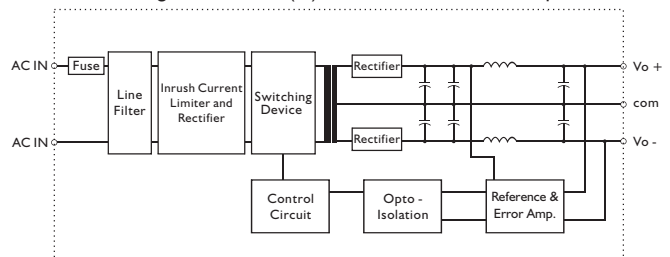 AC IN
Fuse
Line
Filter
Inrush Current
Limiter and
Rectifier
Switching
Device
Rectifier
Vo +
com
AC IN
Rectifier
Vo -
Control
Circuit
Opto -
Isolation
Reference &
Error Amp.